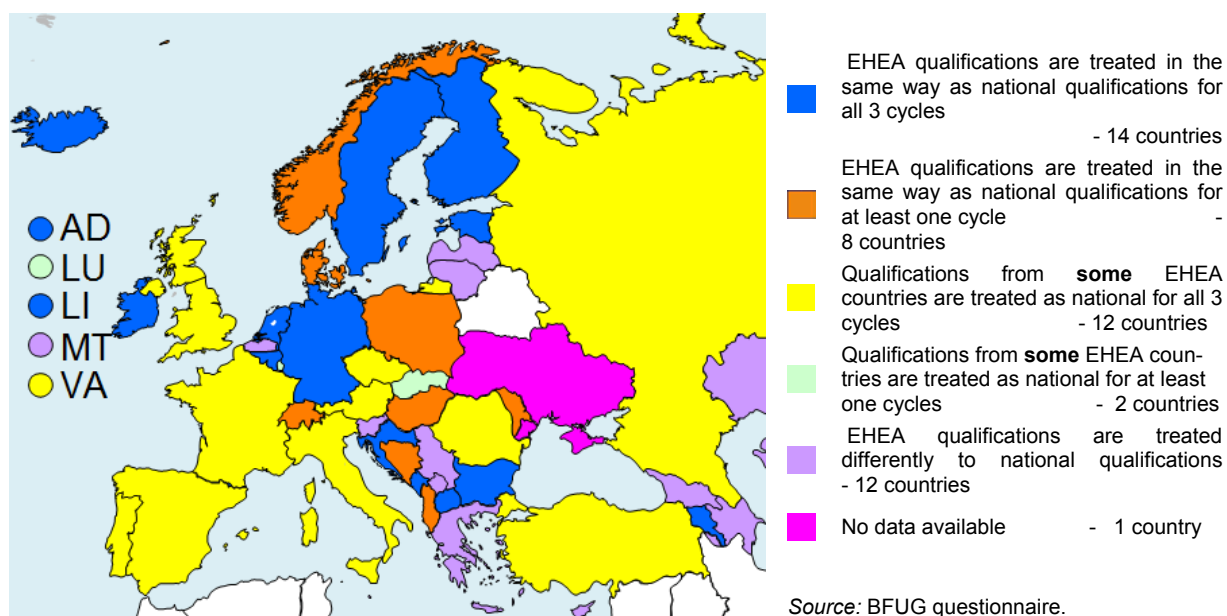 AD
LU
LI
MT
VA
EHEA qualifications are treated in the
same way as national qualifications for
all 3 cycles
- 14 countries
EHEA qualifications are treated in the
same way as national qualifications for
at least one cycle -
8 countries
Qualifications from some EHEA
countries are treated as national for all 3
cycles - 12 countries
Qualifications from some EHEA coun-
tries are treated as national for at least
one cycles - 2 countries
EHEA qualifications are treated
differently to national qualifications
- 12 countries
No data available - 1 country
Source: BFUG questionnaire.